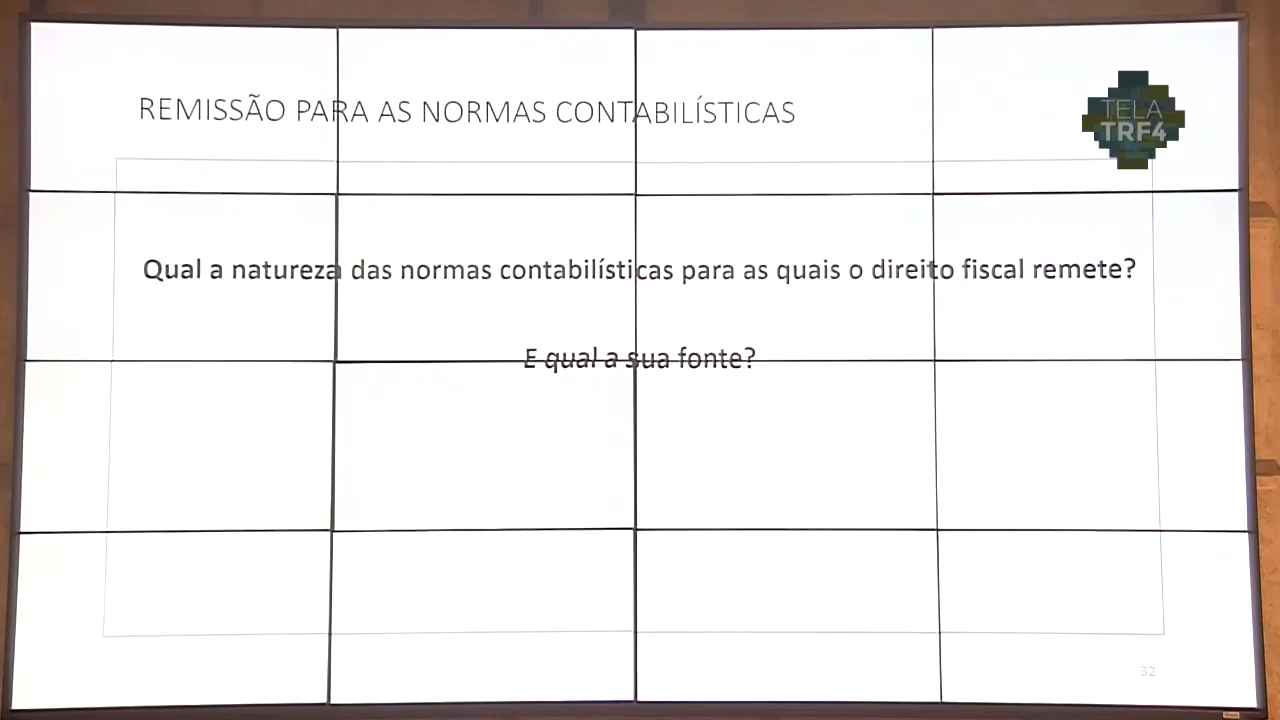 REMISSÃO PARA AS NORMAS CONTABILÍSTICAS
TELA
TRF4
Qual a natureza das normas contabilísticas para as quais o direito fiscal remete?
E qual a sua fonte?
32